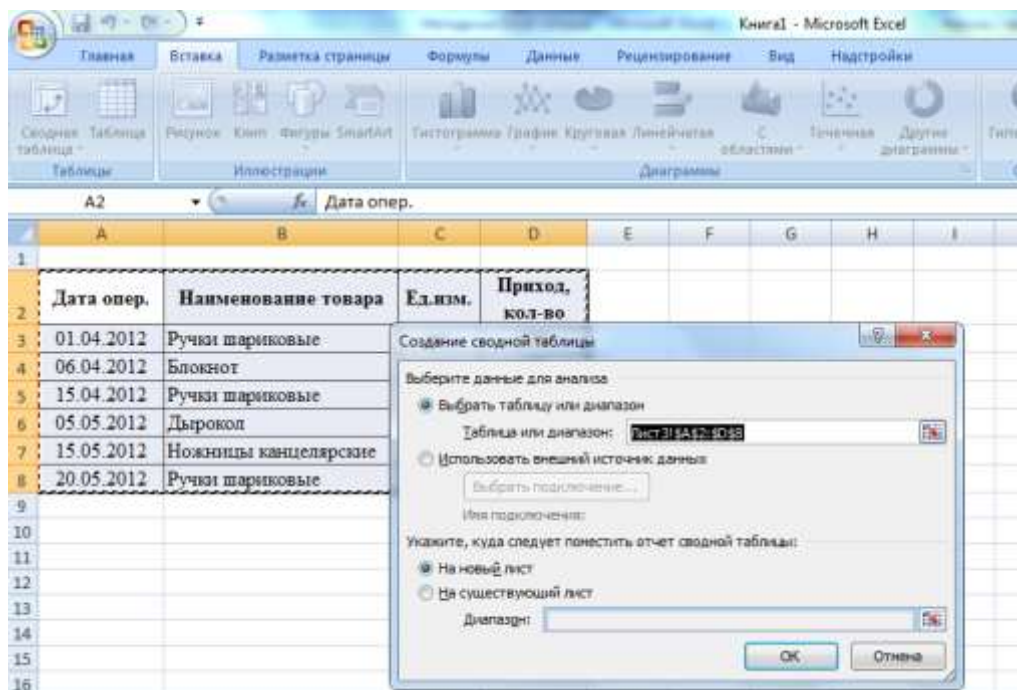 Книга1 - Microsoft Excel
Главная Вставка Разметка страницы Формулы Данные Рецензирование Вид Надстройки
Сводная таблица Таблица Рисунок Клип Фигуры SmartArt Гистограмма График Круговая Линейчатая С областями Точечная Другие диаграммы
Таблицы Иллюстрации Диаграммы
A2 fx Дата опер.
A B C D E F G H I
1
2 Дата опер. Наименование товара Ед.изм. Приход, кол-во
3 01.04.2012 Ручки шариковые
4 06.04.2012 Блокнот
5 15.04.2012 Ручки шариковые
6 05.05.2012 Дырокол
7 15.05.2012 Ножницы канцелярские
8 20.05.2012 Ручки шариковые
9
10
11
12
13
14
15
16
Создание сводной таблицы
Выберите данные для анализа
Выбрать таблицу или диапазон
Таблица или диапазон: Лист3!$A$2:$D$8
Использовать внешний источник данных
Выбрать подключение...
Имя подключения:
Укажите, куда следует поместить отчет сводной таблицы:
На новый лист
На существующий лист
Диапазон:
ОК Отмена